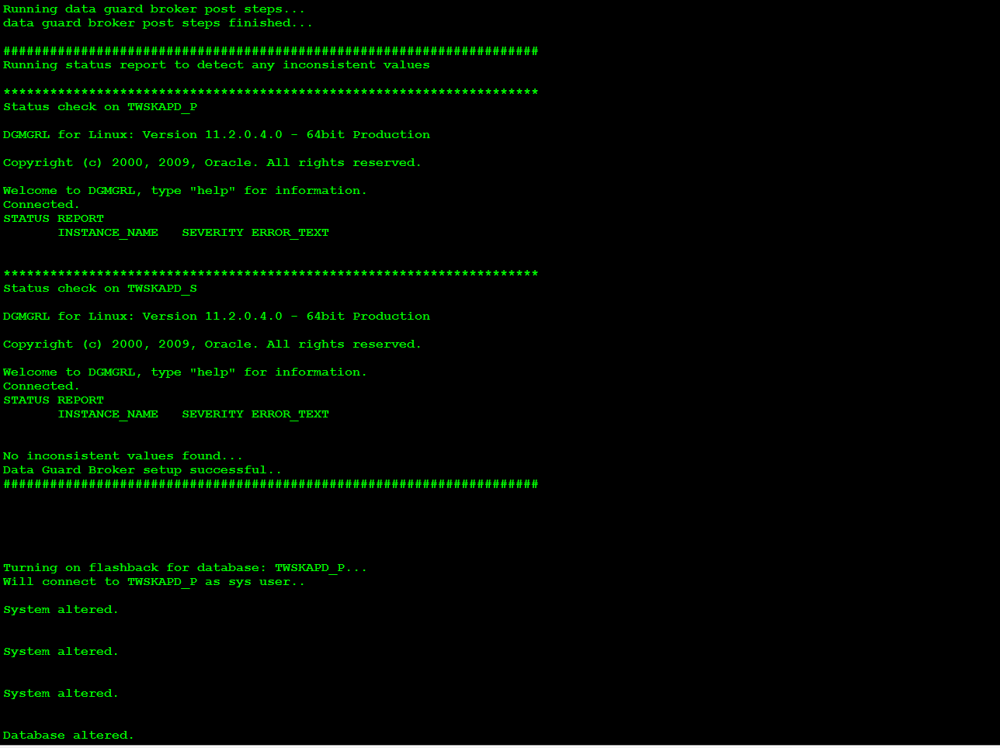 Running data guard broker post steps...
data guard broker post steps finished...
#####################################################################
Running status report to detect any inconsistent values
*********************************************************************
Status check on TWSKAPD_P
DGMGRL for Linux: Version 11.2.0.4.0 - 64bit Production
Copyright (c) 2000, 2009, Oracle. All rights reserved.
Welcome to DGMGRL, type "help" for information.
Connected.
STATUS REPORT
       INSTANCE_NAME   SEVERITY ERROR_TEXT
*********************************************************************
Status check on TWSKAPD_S
DGMGRL for Linux: Version 11.2.0.4.0 - 64bit Production
Copyright (c) 2000, 2009, Oracle. All rights reserved.
Welcome to DGMGRL, type "help" for information.
Connected.
STATUS REPORT
       INSTANCE_NAME   SEVERITY ERROR_TEXT
No inconsistent values found...
Data Guard Broker setup successful..
#####################################################################
Turning on flashback for database: TWSKAPD_P...
Will connect to TWSKAPD_P as sys user..
System altered.
System altered.
System altered.
Database altered.